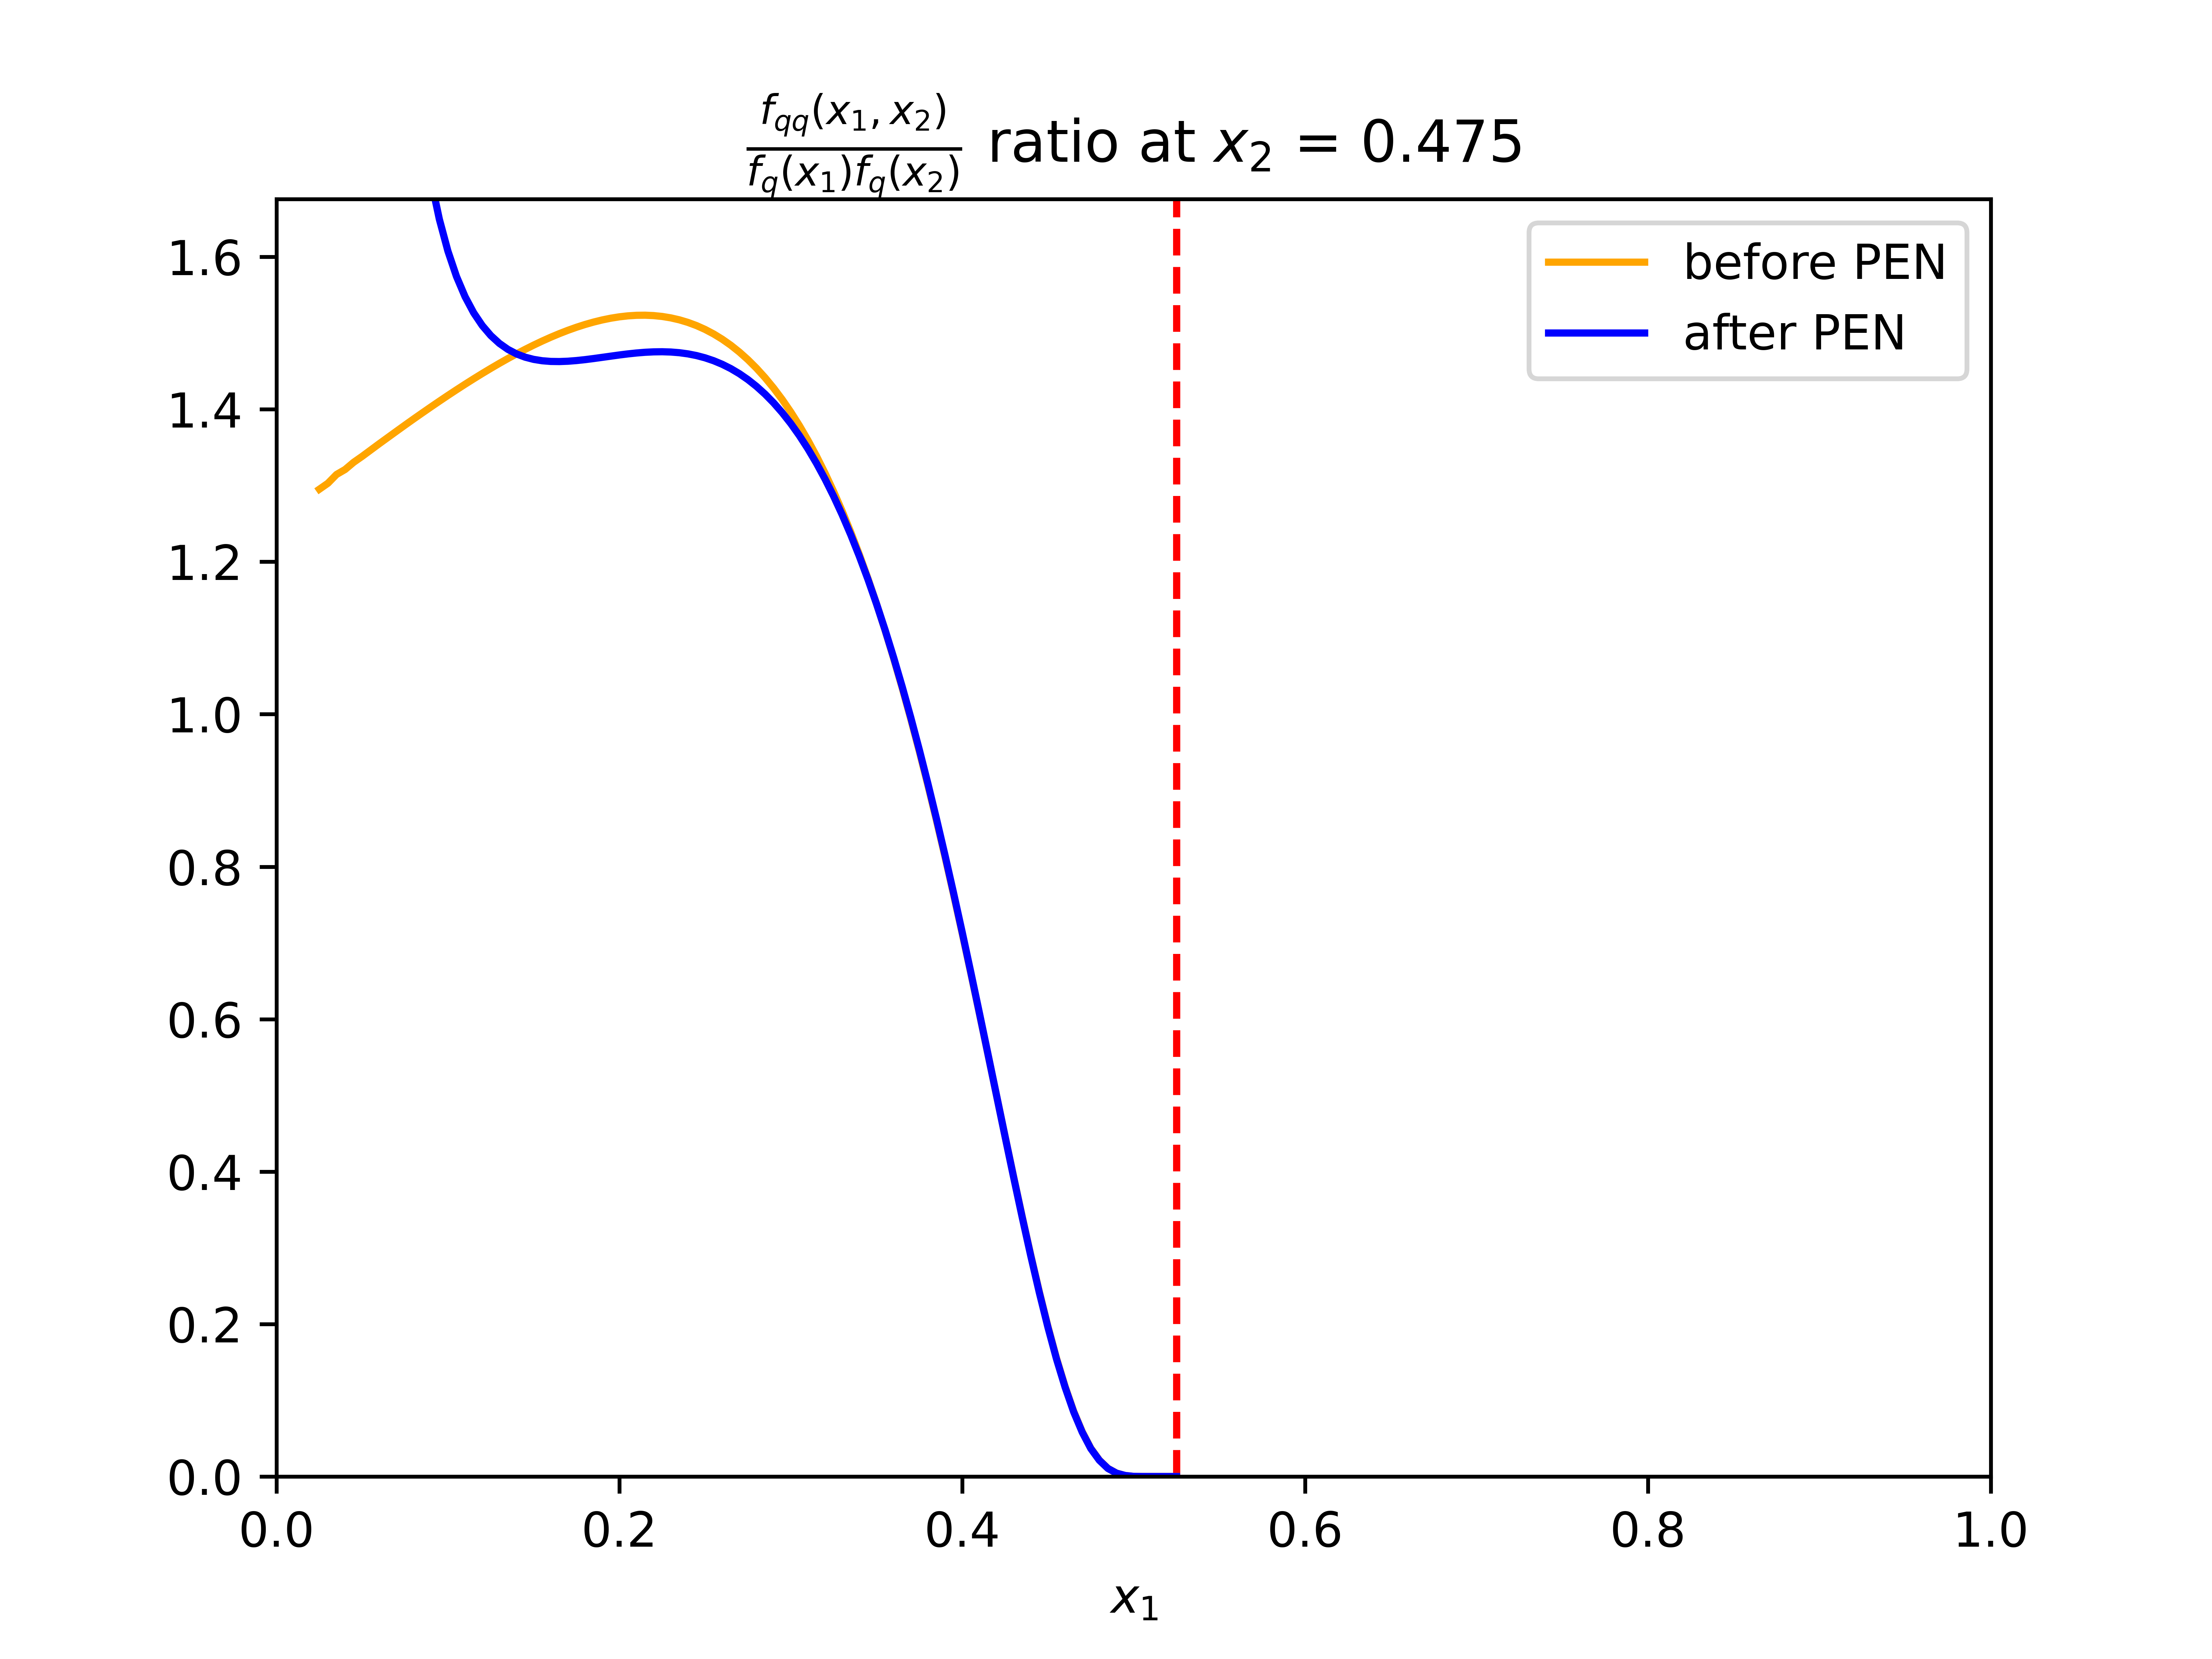 f_qq(x_1, x_2)
f_q(x_1)f_q(x_2) ratio at x_2 = 0.475
before PEN
after PEN
1.6
1.4
1.2
1.0
0.8
0.6
0.4
0.2
0.0
0.0 0.2 0.4 0.6 0.8 1.0
x_1